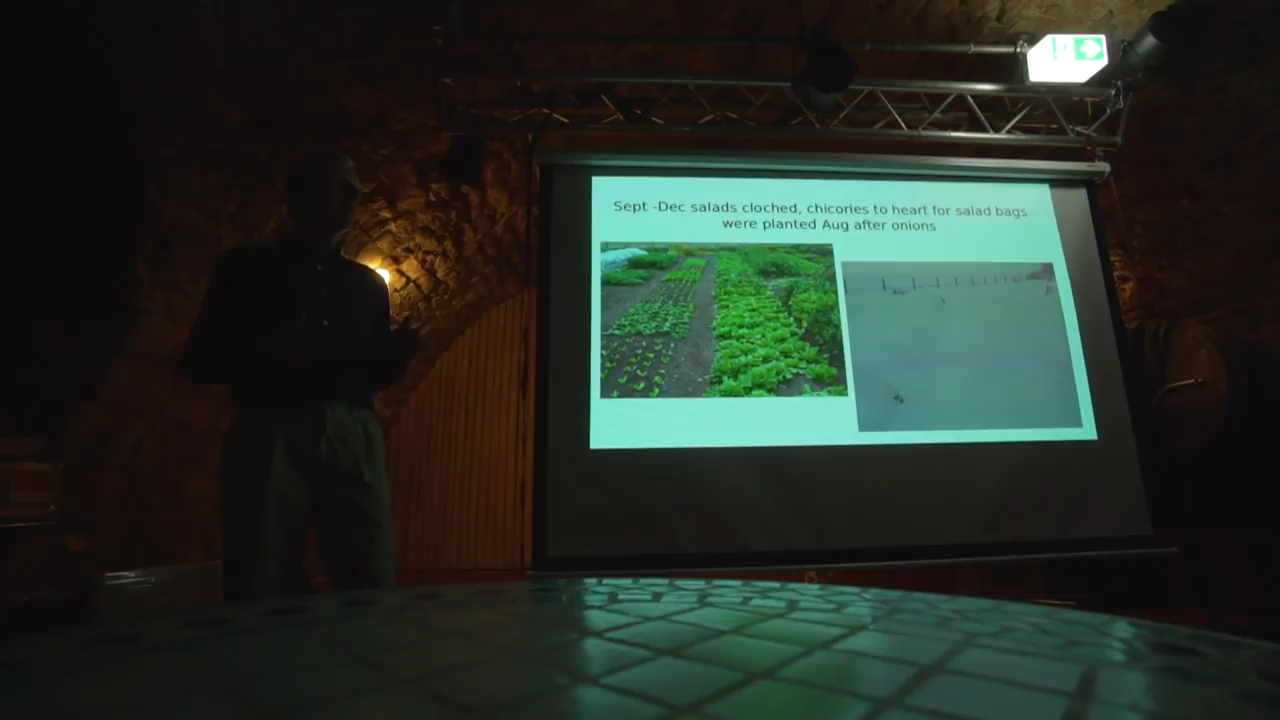 Sept -Dec salads cloched, chicories to heart for salad bags
were planted Aug after onions